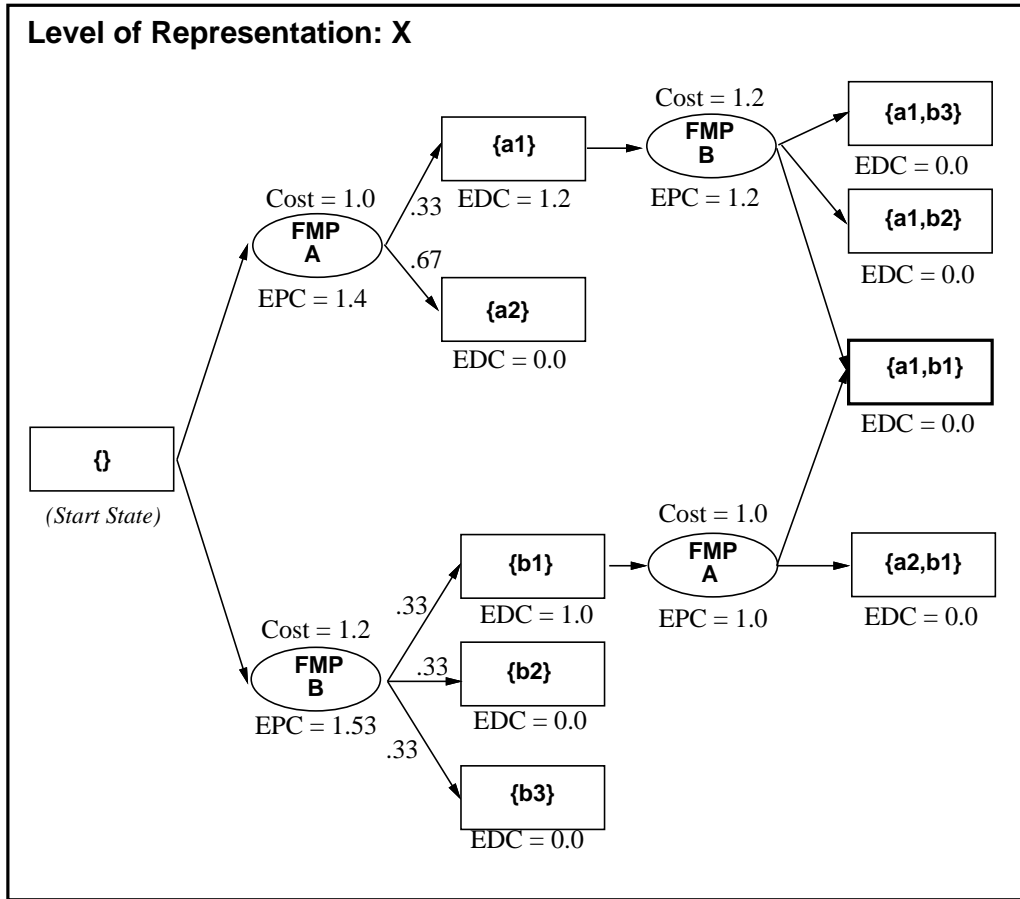 Level of Representation: X
Cost = 1.2
{a1,b3}
{a1}
FMP
B
EDC = 0.0
Cost = 1.0
.33
EDC = 1.2
EPC = 1.2
{a1,b2}
FMP
A
.67
EDC = 0.0
EPC = 1.4
{a2}
EDC = 0.0
{a1,b1}
EDC = 0.0
{}
(Start State)
Cost = 1.0
{b1}
FMP
A
{a2,b1}
.33
EDC = 1.0
EPC = 1.0
EDC = 0.0
Cost = 1.2
FMP
B
.33
{b2}
EPC = 1.53
EDC = 0.0
.33
{b3}
EDC = 0.0